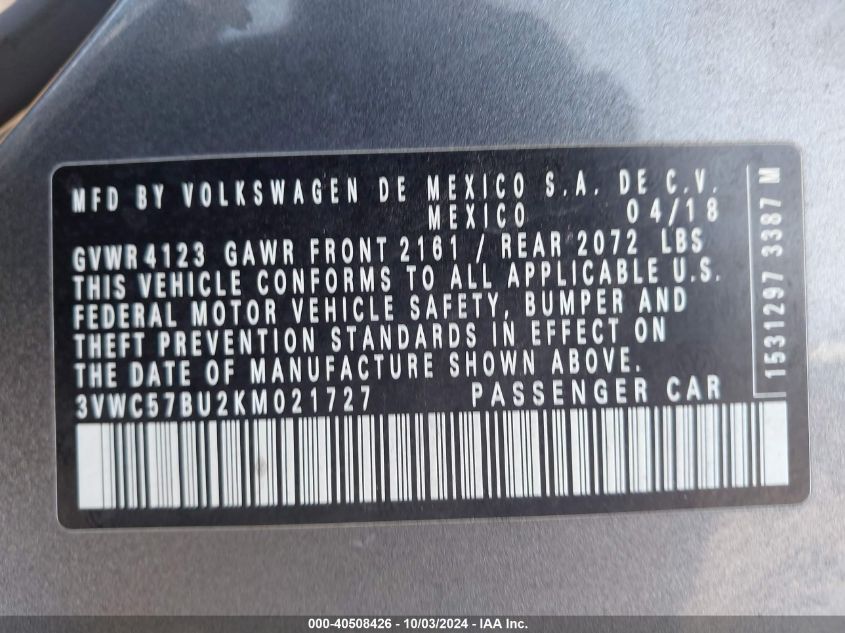 MFD BY VOLKSWAGEN DE MEXICO S.A. DE C.V.
MEXICO 04/18
GVWR 4123 GAWR FRONT 2161 / REAR 2072 LBS
THIS VEHICLE CONFORMS TO ALL APPLICABLE U.S.
FEDERAL MOTOR VEHICLE SAFETY, BUMPER AND
THEFT PREVENTION STANDARDS IN EFFECT ON
THE DATE OF MANUFACTURE SHOWN ABOVE.
3VWC57BU2KM021727 PASSENGER CAR
1531297 3387 M
000-40508426 - 10/03/2024 - IAA Inc.